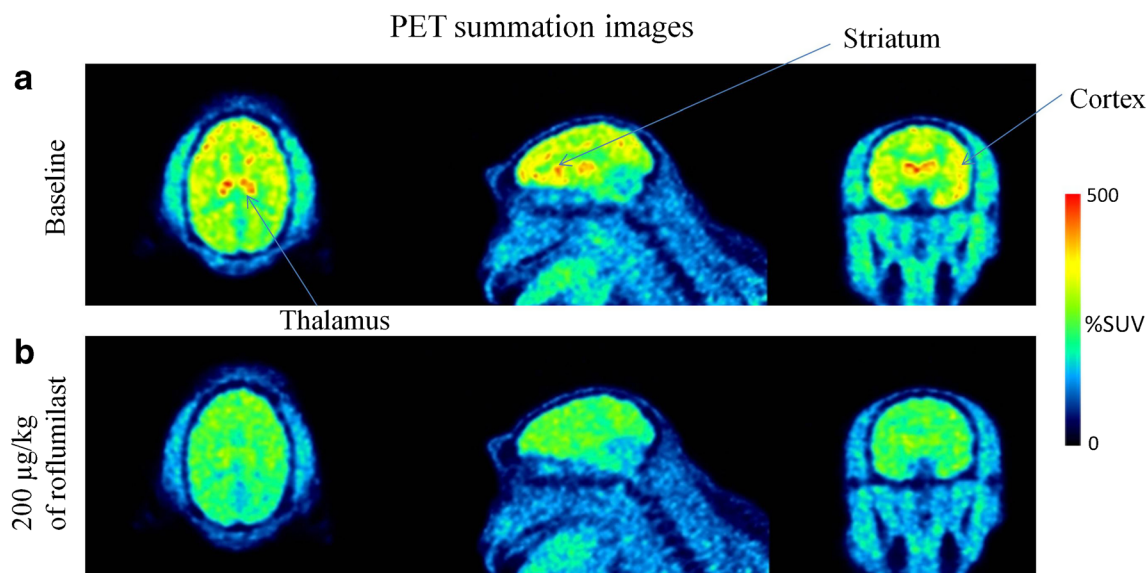 PET summation images
Striatum
a
Cortex
Baseline
500
%SUV
0
Thalamus
b
200 µg/kg
of roflumilast